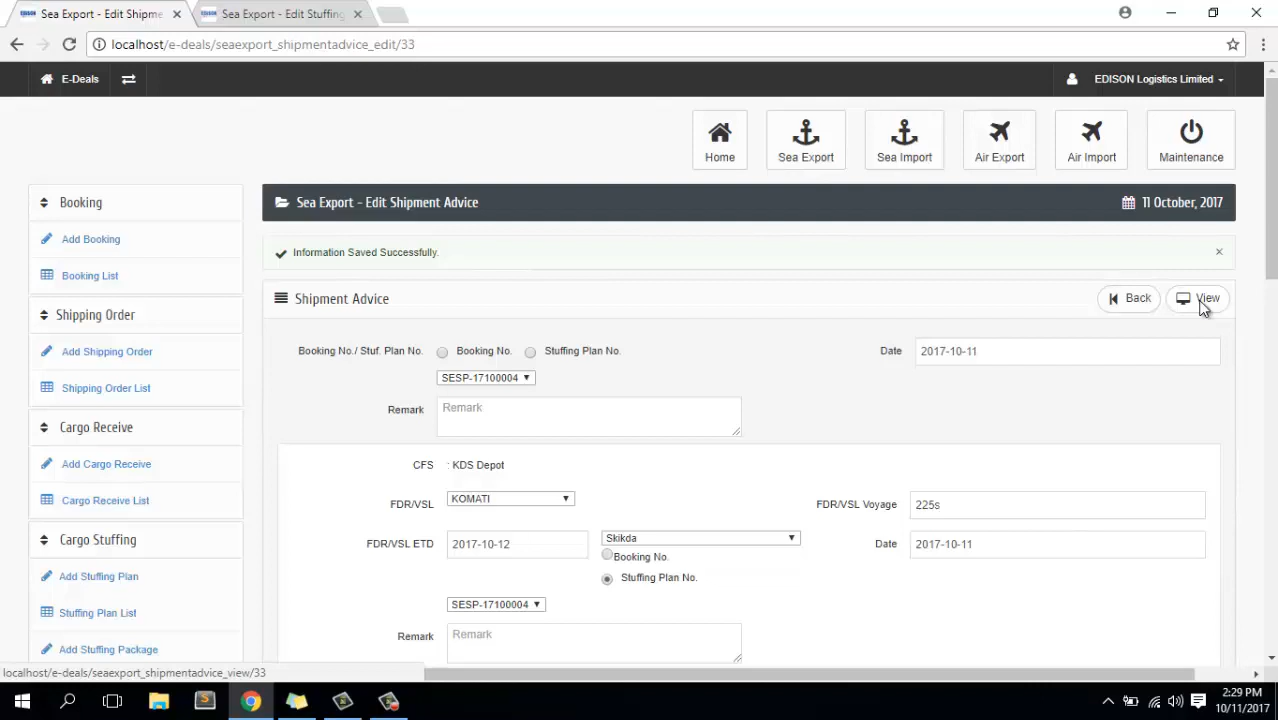 Sea Export - Edit Shipme
Sea Export - Edit Stuffing
localhost/e-deals/seaexport_shipmentadvice_edit/33
E-Deals
EDISON Logistics Limited
Home
Sea Export
Sea Import
Air Export
Air Import
Maintenance
Booking
Add Booking
Booking List
Shipping Order
Add Shipping Order
Shipping Order List
Cargo Receive
Add Cargo Receive
Cargo Receive List
Cargo Stuffing
Add Stuffing Plan
Stuffing Plan List
Add Stuffing Package
Sea Export - Edit Shipment Advice
11 October, 2017
Information Saved Successfully.
Shipment Advice
Back
View
Booking No./ Stuf. Plan No.
Booking No.
Stuffing Plan No.
Date
2017-10-11
SESP-17100004
Remark
Remark
CFS
: KDS Depot
FDR/VSL
KOMATI
FDR/VSL Voyage
225s
FDR/VSL ETD
2017-10-12
Skikda
Date
2017-10-11
Booking No.
Stuffing Plan No.
SESP-17100004
Remark
Remark
localhost/e-deals/seaexport_shipmentadvice_view/33
2:29 PM
10/11/2017